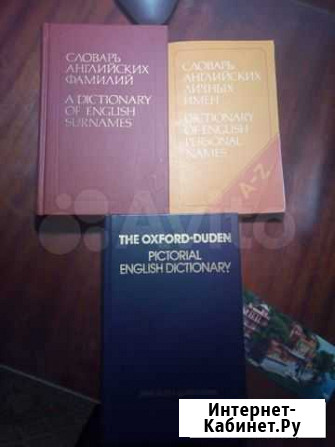 СЛОВАРЬ
АНГЛИЙСКИХ
ФАМИЛИЙ
A DICTIONARY
OF ENGLISH
SURNAMES
СЛОВАРЬ
АНГЛИЙСКИХ
ЛИЧНЫХ
ИМЕН
DICTIONARY
OF ENGLISH
PERSONAL
NAMES
A-Z
Avito
THE OXFORD-DUDEN
PICTORIAL
ENGLISH DICTIONARY
Интернет-
Кабинет.Ру